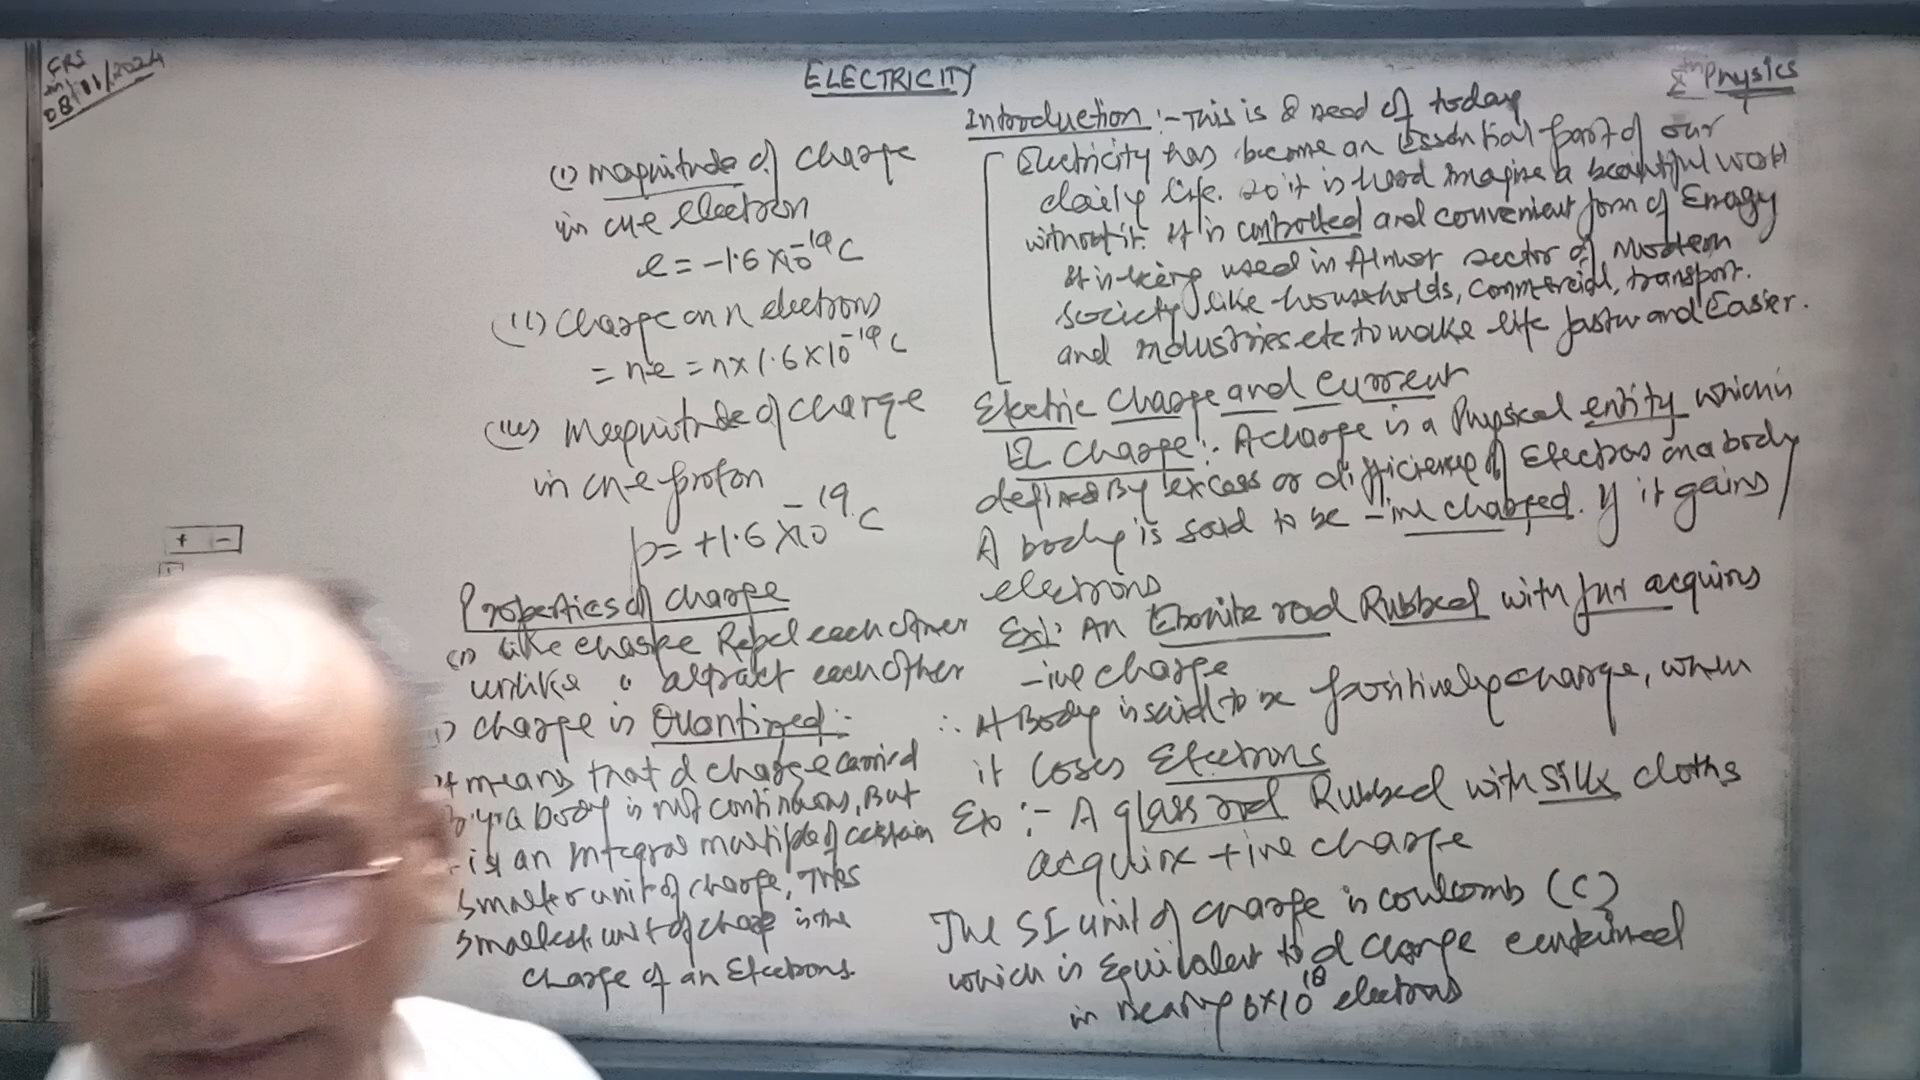 08/11/2024
ELECTRICITY
Xth Physics
Introduction :- This is & need of today
Electricity has become an Essential part of our
daily life. so it is hard imagine a beautiful world
without it. It is controlled and convenient form of Energy
It is being used in Almost sector of Modern
society like households, commercial, transport.
and industries etc to make life faster and Easier.
Electric Charge and Current
Charge :- A charge is a Physical entity which is
defined By excess or difficiency of Electrons on a body
A body is said to be -ive charged. If it gains
electrons
Ex1: An Ebonite rod Rubbed with fur acquires
-ive charge
∴ A Body is said to be positively charge, when
it loses Electrons
Ex :- A glass rod Rubbed with silk cloths
acquire +ive charge
The SI unit of charge is coulomb (C)
which is Equivalent to d charge contained
in nearly 6×10^18 electrons
(i) magnitude of charge
in one electron
e = -1.6×10^-19 C
(ii) Charge on n electrons
= ne = n×1.6×10^-19 C
(iii) Magnitude of charge
in one proton
p = +1.6×10^-19 C
Properties of charge
(i) Like charge Repel each other
unlike " attract each other
) Charge is Quantized :-
It means that d charge carried
by a body is not continuous, But
is an integral multiple of certain
smaller unit of charge, This
smallest unit of charge is the
charge of an Electrons.
+ -